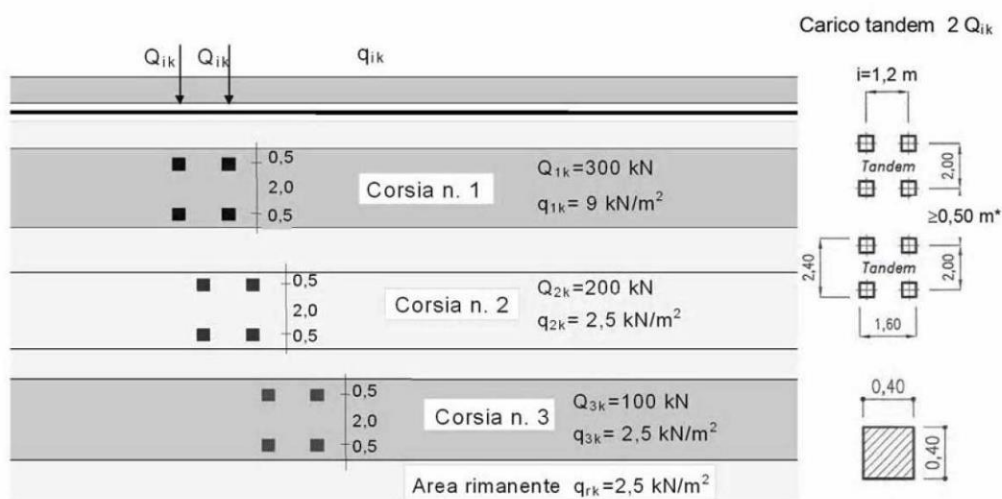 Carico tandem 2 Qik
Qik Qik qik
i=1,2 m
0,5
2,0
0,5
Corsia n. 1
Q1k=300 kN
q1k= 9 kN/m²
Tandem
2,00
≥0,50 m*
0,5
2,0
0,5
Corsia n. 2
Q2k=200 kN
q2k= 2,5 kN/m²
2,40
Tandem
2,00
1,60
0,5
2,0
0,5
Corsia n. 3
Q3k=100 kN
q3k= 2,5 kN/m²
0,40
0,40
Area rimanente qrk=2,5 kN/m²